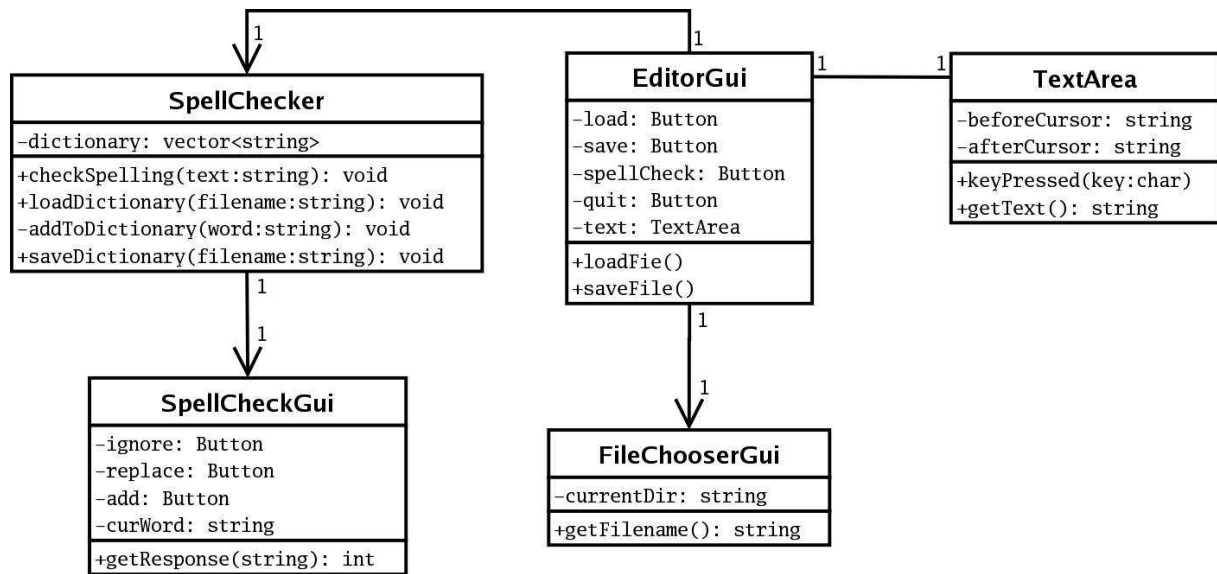 1
1
SpellChecker
-dictionary: vector<string>
+checkSpelling(text:string): void
+loadDictionary(filename:string): void
-addToDictionary(word:string): void
+saveDictionary(filename:string): void
1
1
SpellCheckGui
-ignore: Button
-replace: Button
-add: Button
-curWord: string
+getResponse(string): int
EditorGui
-load: Button
-save: Button
-spellCheck: Button
-quit: Button
-text: TextArea
+loadFie()
+saveFile()
1
1
FileChooserGui
-currentDir: string
+getFilename(): string
1
1
TextArea
-beforeCursor: string
-afterCursor: string
+keyPressed(key:char)
+getText(): string